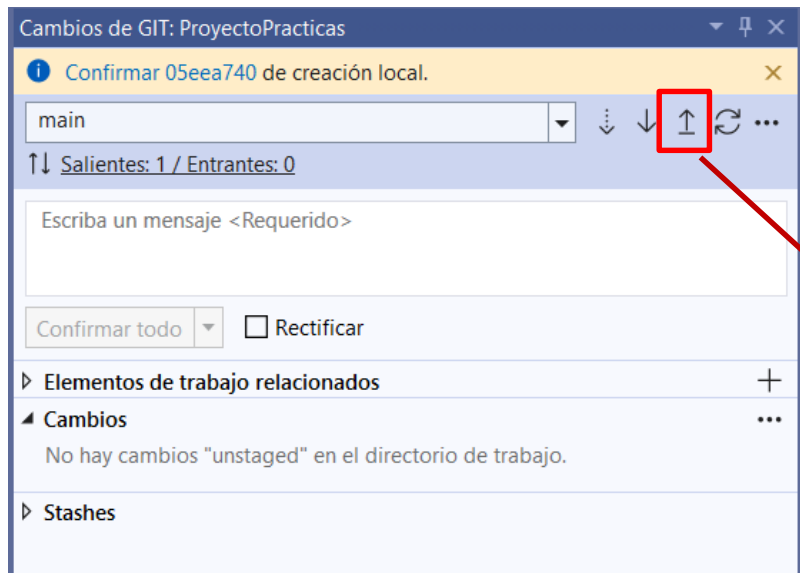 Cambios de GIT: ProyectoPracticas
Confirmar 05eea740 de creación local.
main
Salientes: 1 / Entrantes: 0
Escriba un mensaje <Requerido>
Confirmar todo
Rectificar
Elementos de trabajo relacionados
Cambios
No hay cambios "unstaged" en el directorio de trabajo.
Stashes